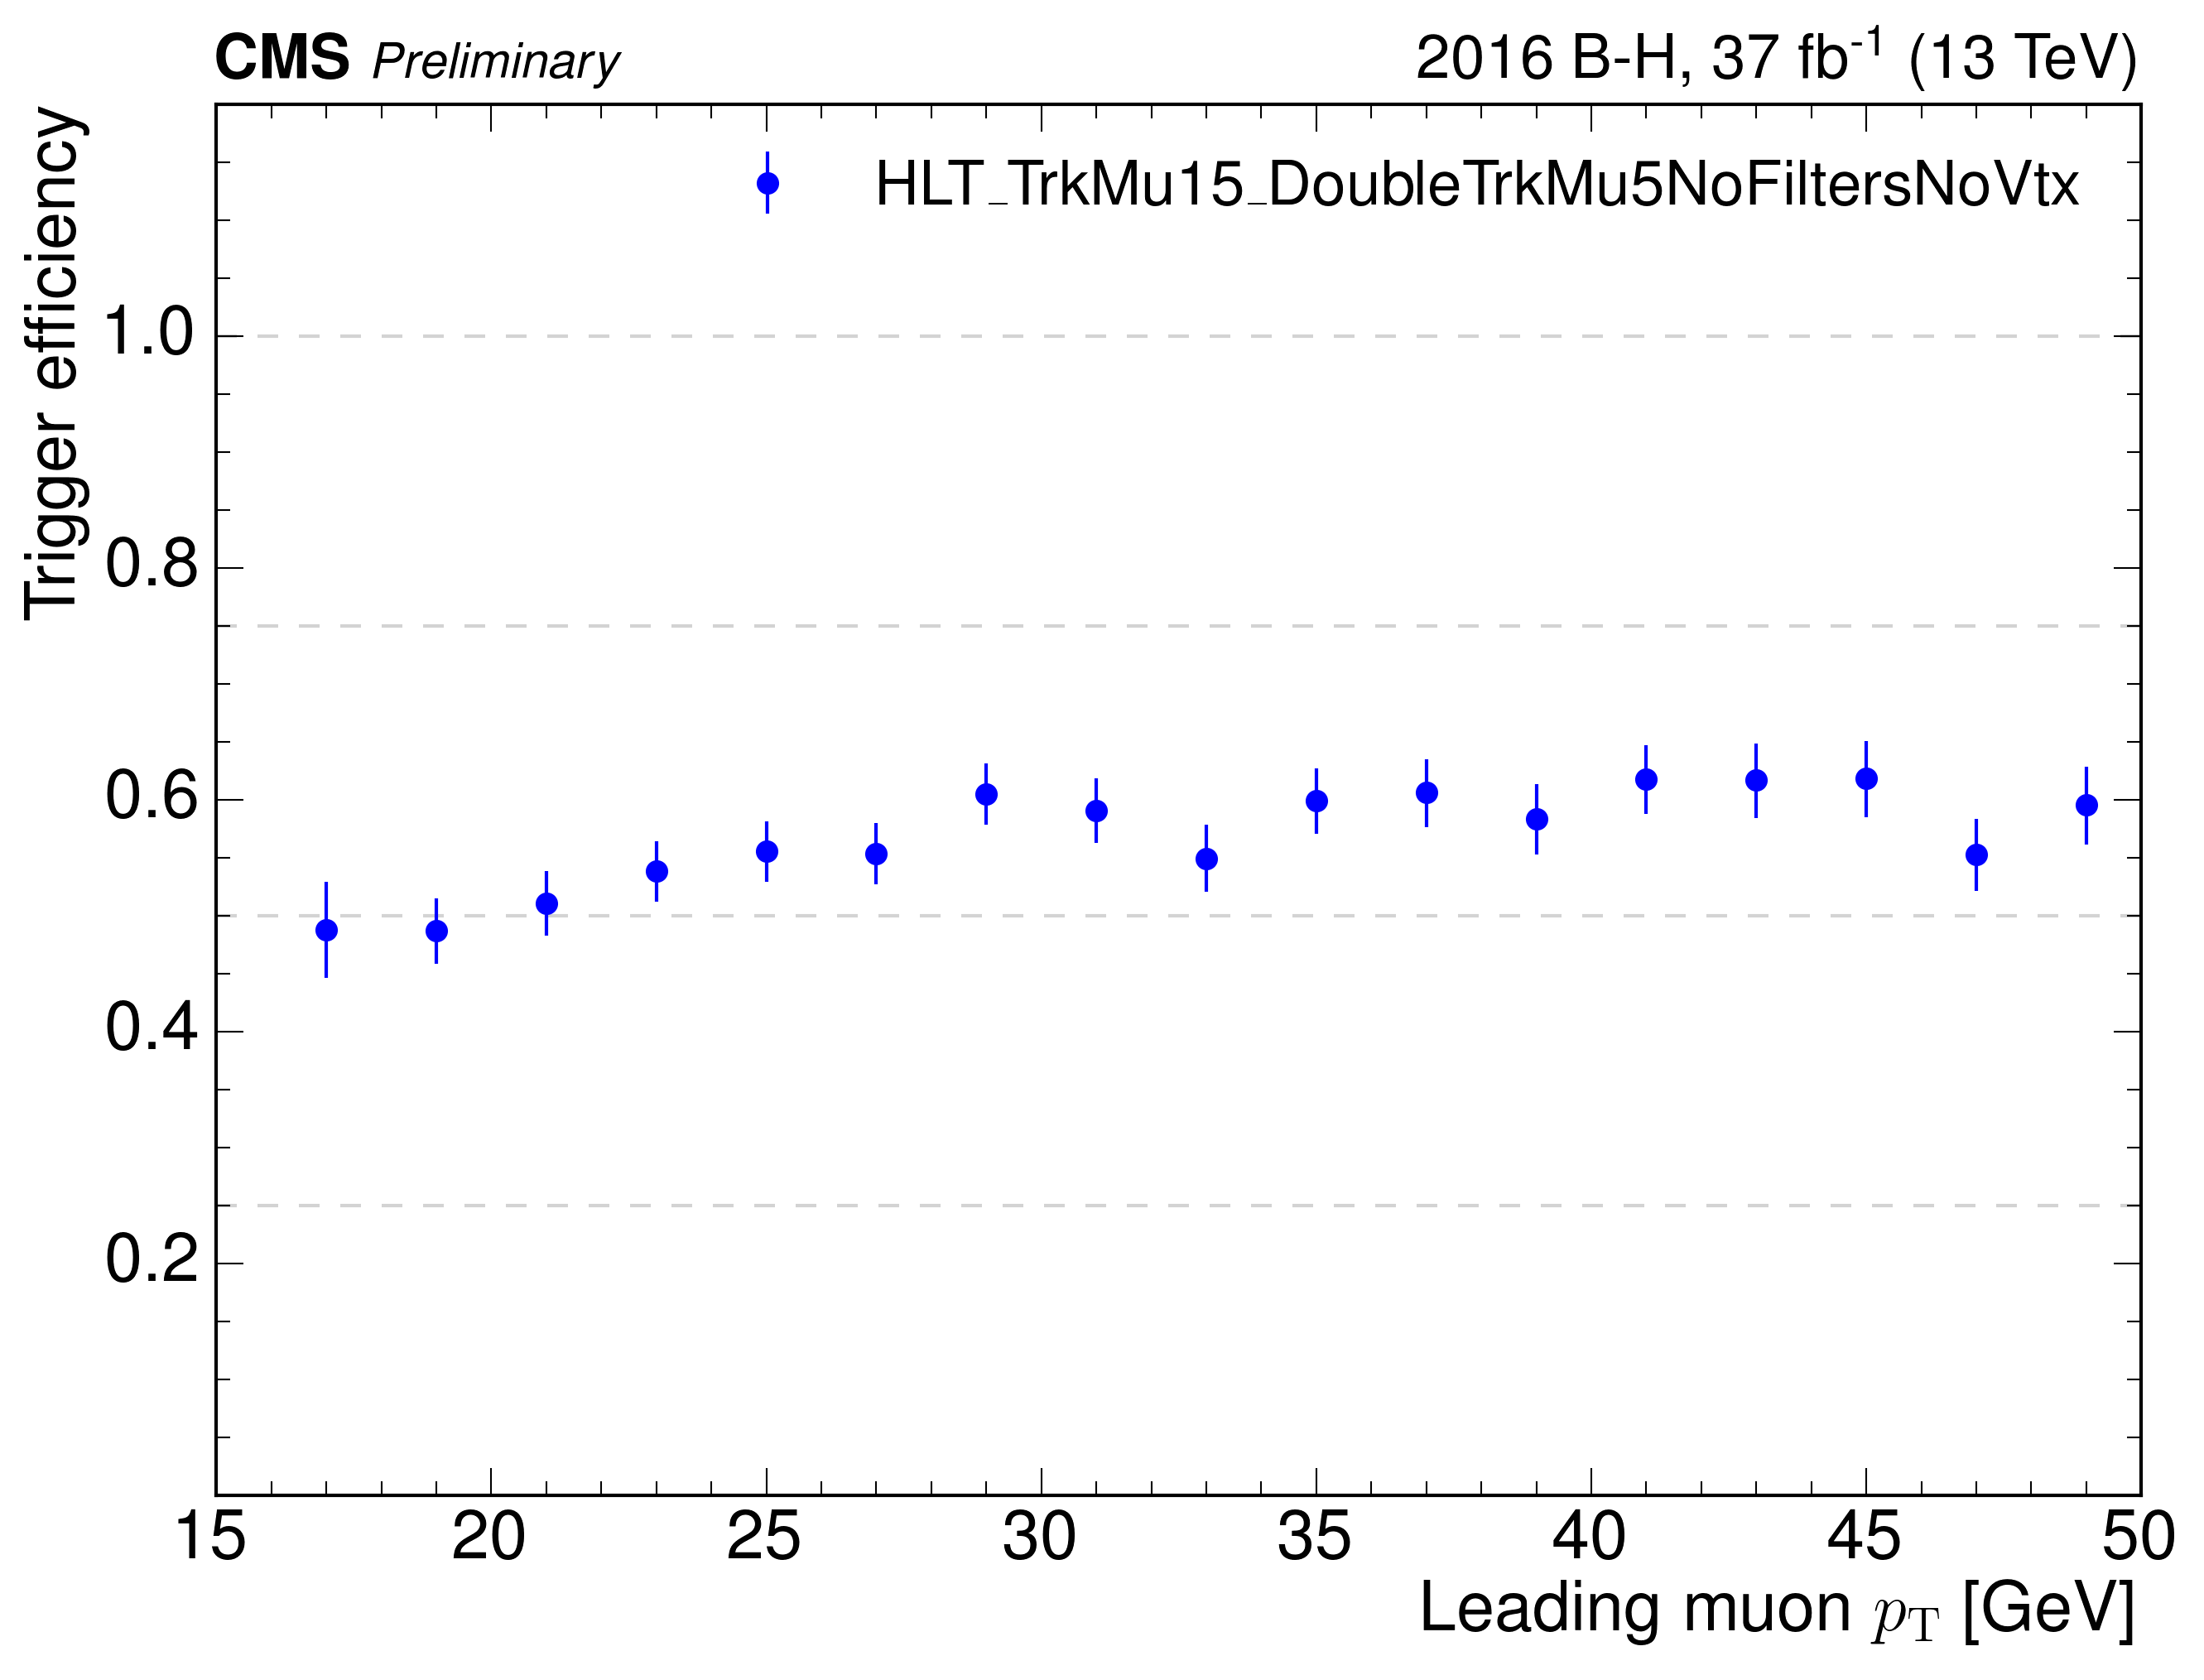 CMS Preliminary 2016 B-H, 37 fb-1 (13 TeV)
HLT_TrkMu15_DoubleTrkMu5NoFiltersNoVtx
Trigger efficiency
1.0
0.8
0.6
0.4
0.2
15 20 25 30 35 40 45 50
Leading muon pT [GeV]